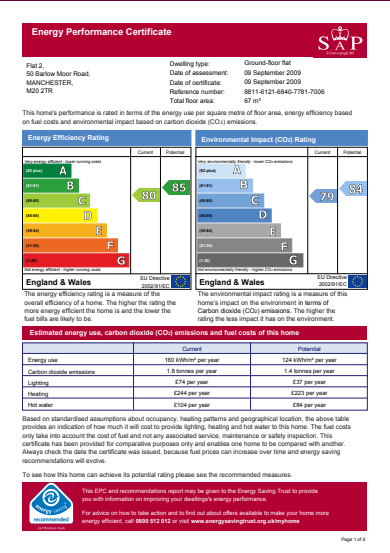 Energy Performance Certificate
SAP
Flat 2,
50 Barlow Moor Road,
MANCHESTER,
M20 2TR
Dwelling type: Ground-floor flat
Date of assessment: 09 September 2009
Date of certificate: 09 September 2009
Reference number: 8811-6121-6840-7781-7006
Total floor area: 67 m²
This home's performance is rated in terms of the energy use per square metre of floor area, energy efficiency based
on fuel costs and environmental impact based on carbon dioxide (CO₂) emissions.
Energy Efficiency Rating
Current Potential
Very energy efficient - lower running costs
(92 plus) A
(81-91) B
(69-80) C
(55-68) D
(39-54) E
(21-38) F
(1-20) G
Not energy efficient - higher running costs
80
85
England & Wales
EU Directive
2002/91/EC
Environmental Impact (CO₂) Rating
Current Potential
Very environmentally friendly - lower CO₂ emissions
(92 plus) A
(81-91) B
(69-80) C
(55-68) D
(39-54) E
(21-38) F
(1-20) G
Not environmentally friendly - higher CO₂ emissions
79
84
England & Wales
EU Directive
2002/91/EC
The energy efficiency rating is a measure of the
overall efficiency of a home. The higher the rating the
more energy efficient the home is and the lower the
fuel bills are likely to be.
The environmental impact rating is a measure of this
home's impact on the environment in terms of
Carbon dioxide (CO₂) emissions. The higher the
rating the less impact it has on the environment.
Estimated energy use, carbon dioxide (CO₂) emissions and fuel costs of this home
Current Potential
Energy use 160 kWh/m² per year 124 kWh/m² per year
Carbon dioxide emissions 1.8 tonnes per year 1.4 tonnes per year
Lighting £74 per year £37 per year
Heating £244 per year £223 per year
Hot water £104 per year £84 per year
Based on standardised assumptions about occupancy, heating patterns and geographical location, the above table
provides an indication of how much it will cost to provide lighting, heating and hot water to this home. The fuel costs
only take into account the cost of fuel and not any associated service, maintenance or safety inspection. This
certificate has been provided for comparative purposes only and enables one home to be compared with another.
Always check the date the certificate was issued, because fuel prices can increase over time and energy saving
recommendations will evolve.
To see how this home can achieve its potential rating please see the recommended measures.
energy saving
recommended
Certification mark
This EPC and recommendations report may be given to the Energy Saving Trust to provide
you with information on improving your dwelling's energy performance.
For advice on how to take action and to find out about offers available to make your home more
energy efficient, call 0800 512 012 or visit www.energysavingtrust.org.uk/myhome
Page 1 of 5